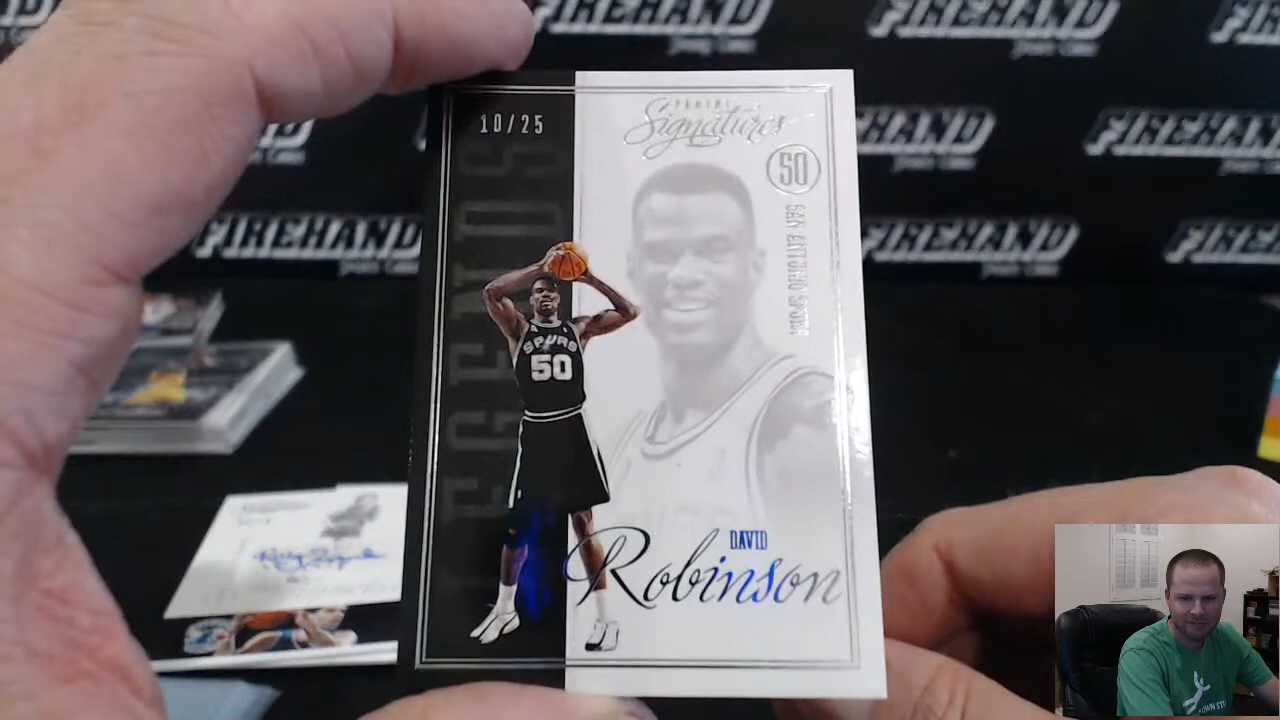 FIREHAND
FIREHAND
FIREHAND
FIREHAND
FIREHAND
FIREHAND
FIREHAND
FIREHAND
10/25
LEGENDS
PANINI
Signatures
50
SAN ANTONIO SPURS
SPURS
50
DAVID
Robinson